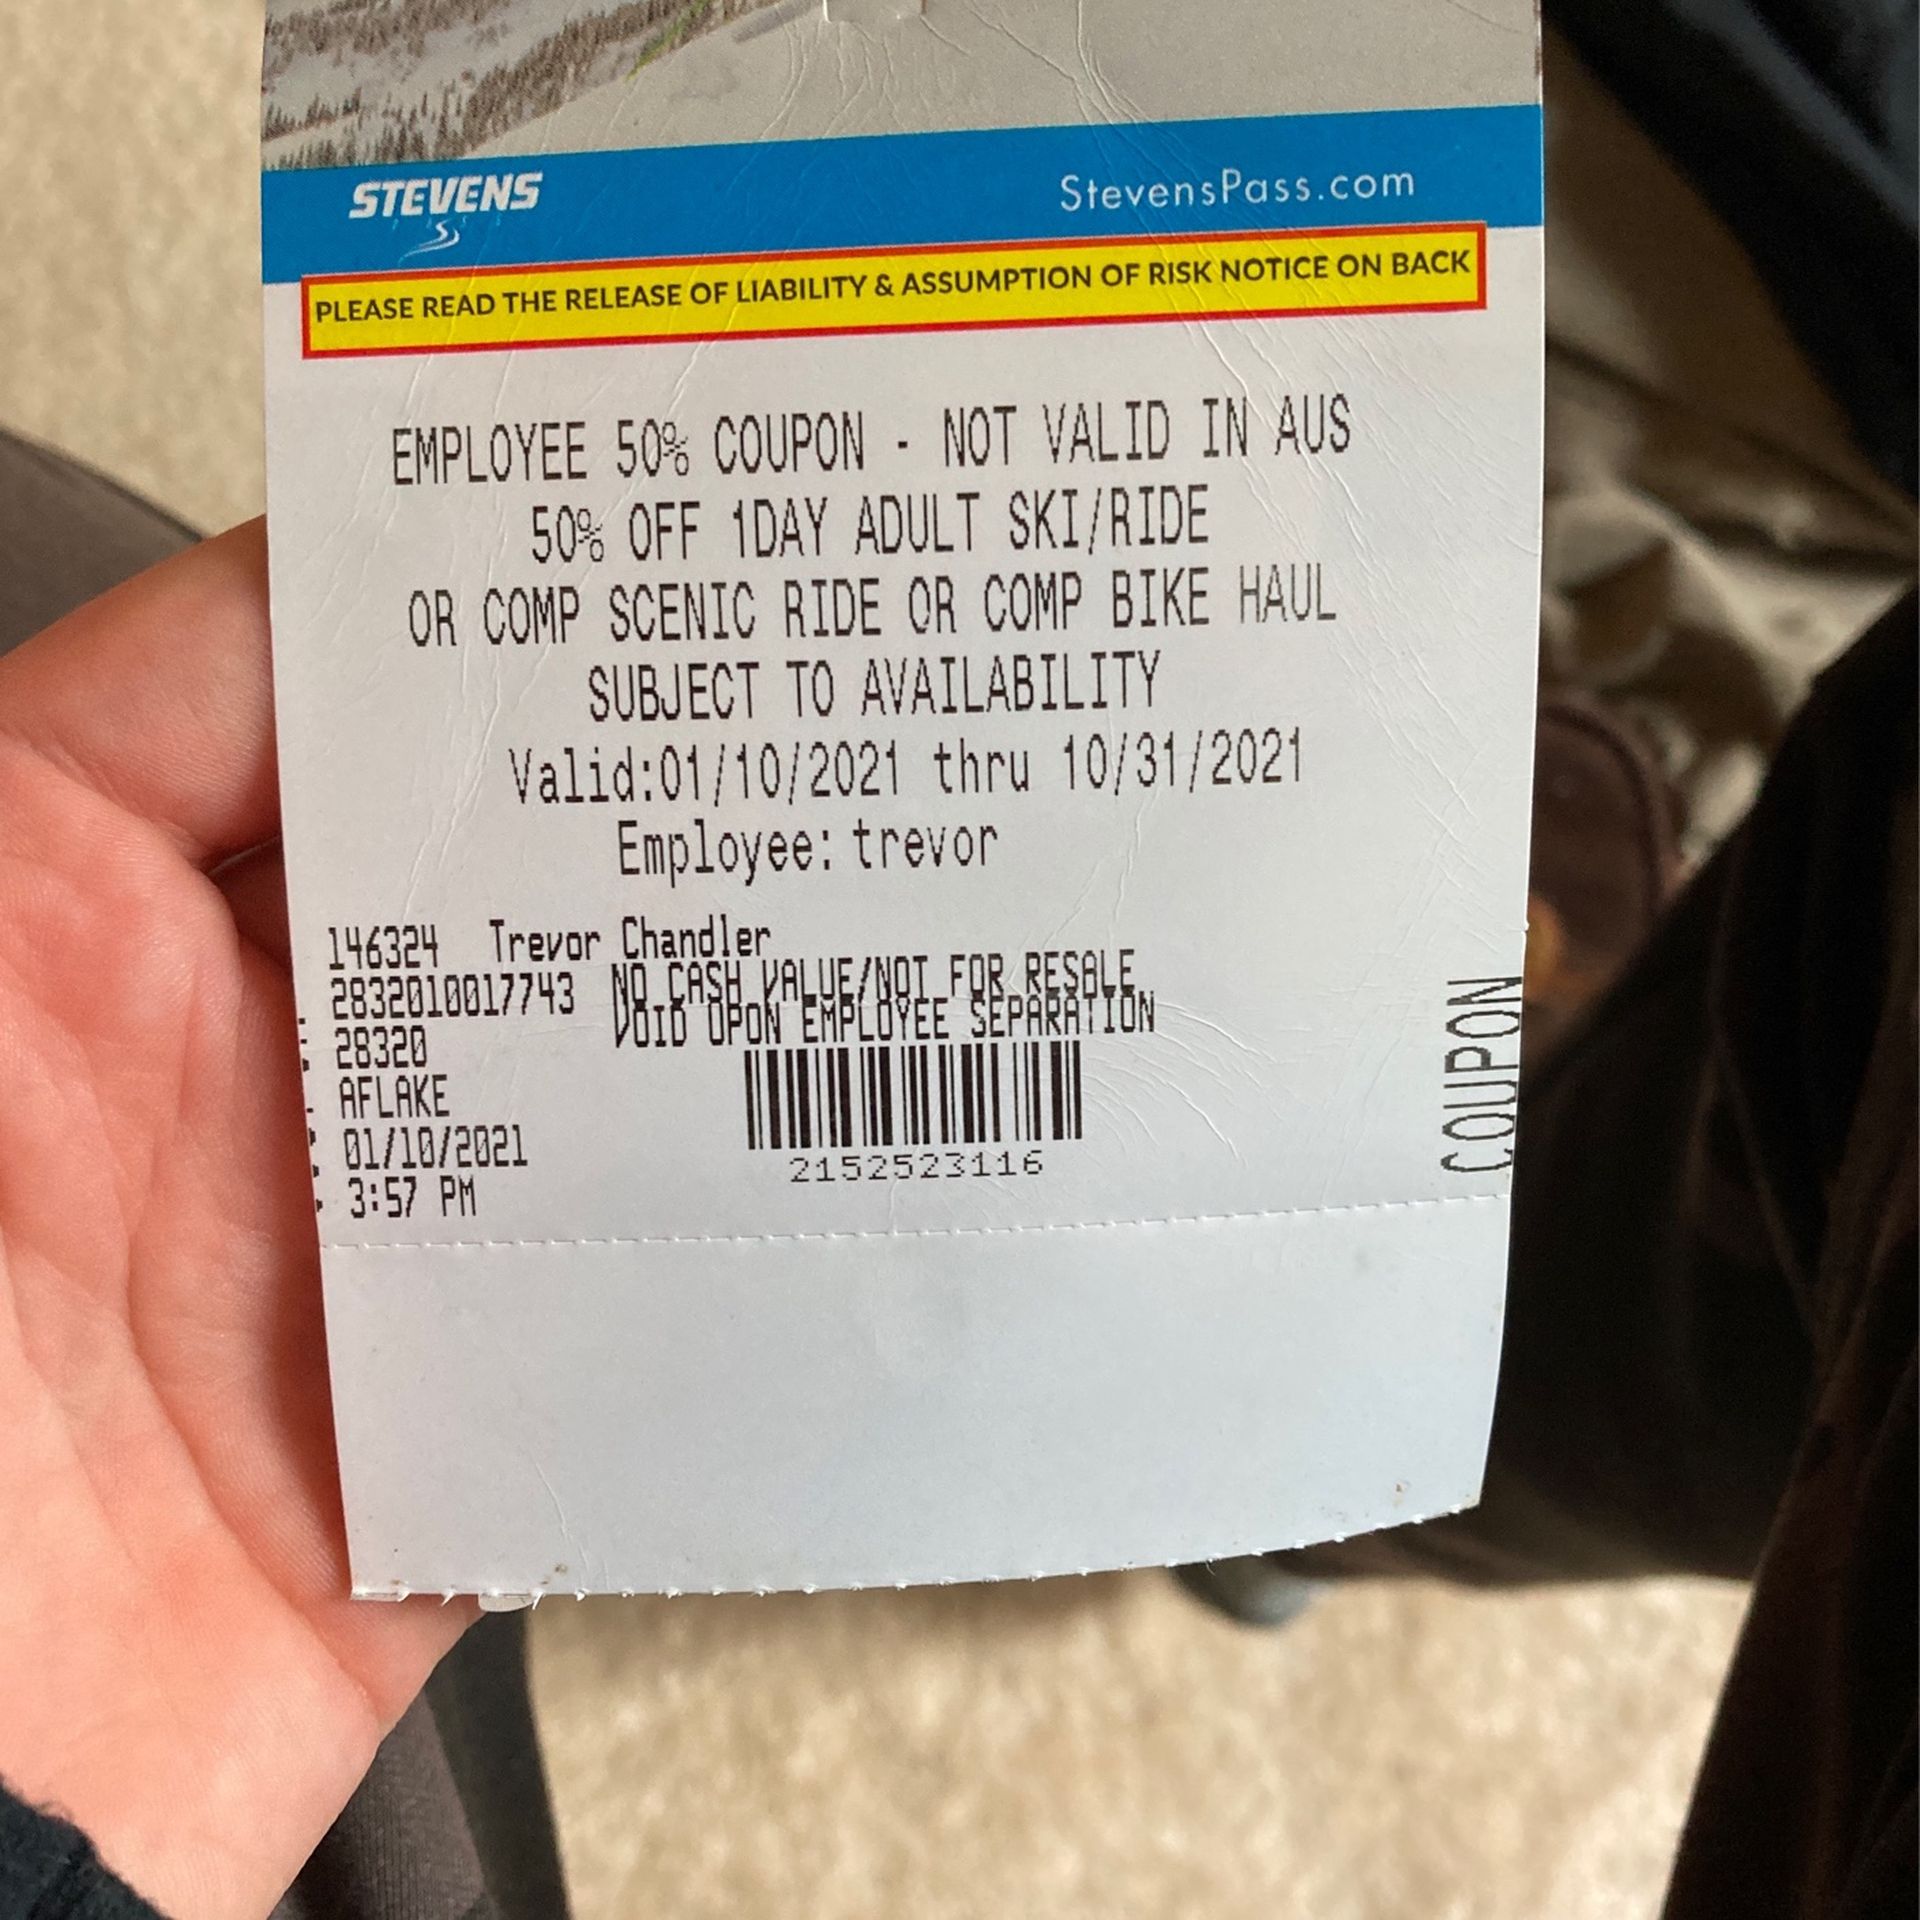 STEVENS
StevensPass.com
PLEASE READ THE RELEASE OF LIABILITY & ASSUMPTION OF RISK NOTICE ON BACK
EMPLOYEE 50% COUPON - NOT VALID IN AUS
50% OFF 1DAY ADULT SKI/RIDE
OR COMP SCENIC RIDE OR COMP BIKE HAUL
SUBJECT TO AVAILABILITY
Valid:01/10/2021 thru 10/31/2021
Employee: trevor
146324 Trevor Chandler
2832010017743 NO CASH VALUE/NOT FOR RESALE
VOID UPON EMPLOYEE SEPARATION
28320
AFLAKE
01/10/2021
3:57 PM
2152523116
COUPON